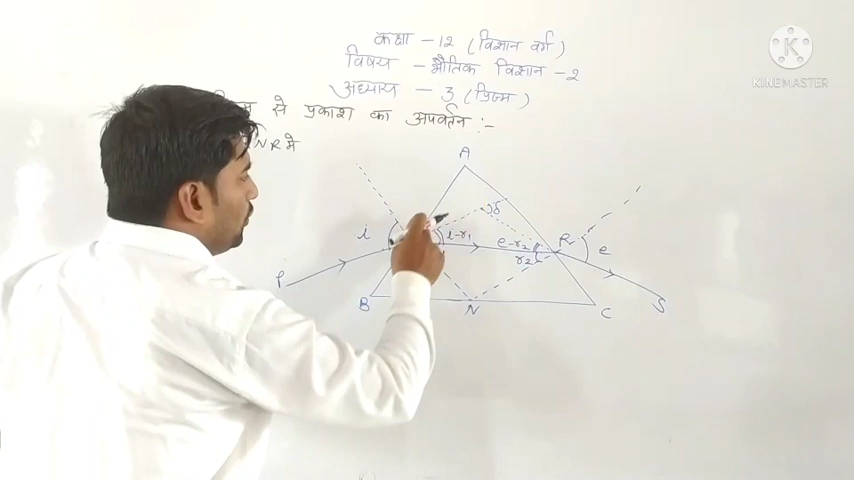 कक्षा - 12 (विज्ञान वर्ग)
विषय - भौतिक विज्ञान - 2
अध्याय - 3 (प्रिज्म)
से प्रकाश का अपवर्तन :-
NR मे
A
δ
i
i-r₁
e-r₂
r₂
R
e
P
B
N
C
S
K
KINEMASTER